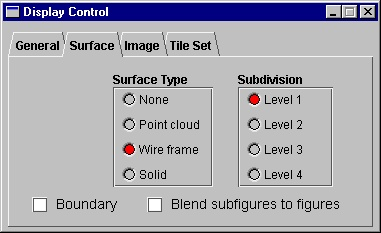 Display Control
General Surface Image Tile Set
Surface Type Subdivision
None Level 1
Point cloud Level 2
Wire frame Level 3
Solid Level 4
Boundary Blend subfigures to figures